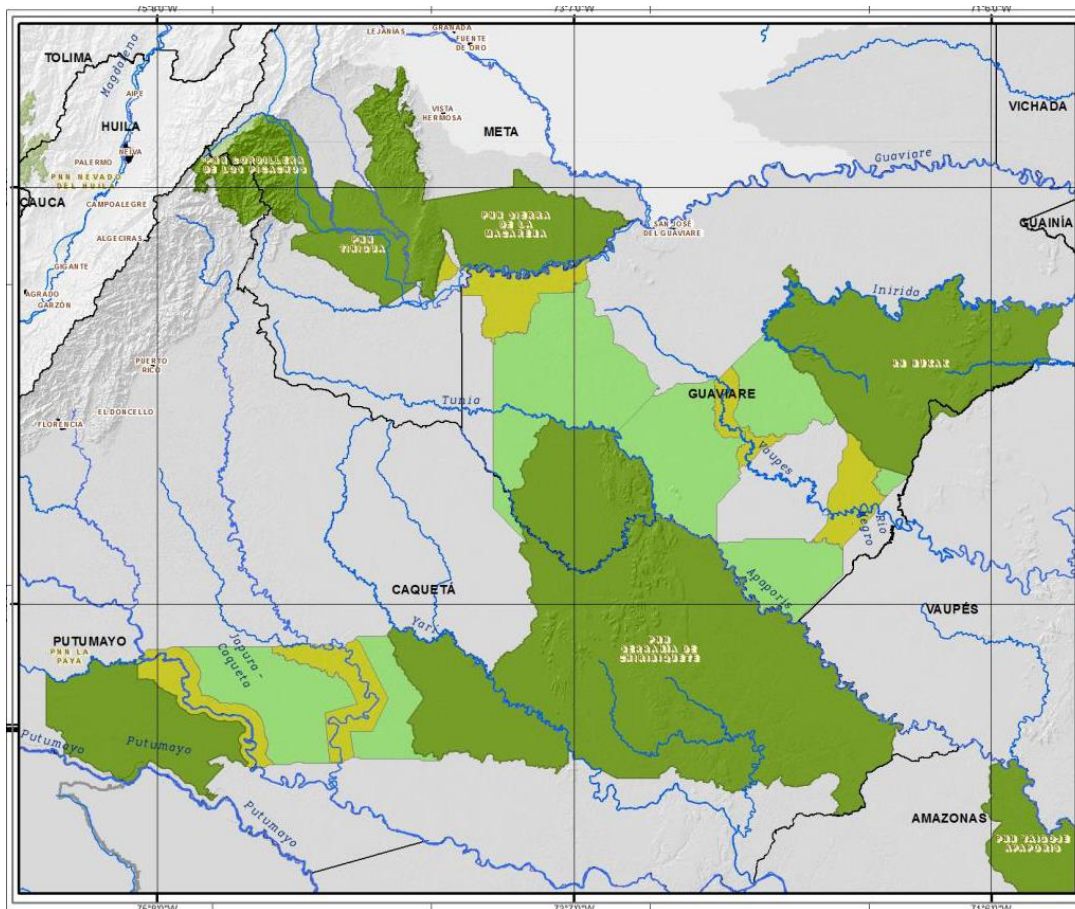 LEJANÍAS
GRANADA
FUENTE
DE ORO
TOLIMA
Magdalena
AIPE
VISTA
HERMOSA
META
VICHADA
HUILA
NEIVA
PALERMO
PNN NEVADO
DEL HUILA
PNN CORDILLERA
DE LOS PICACHOS
Guaviare
CAUCA
CAMPOALEGRE
ALGECIRAS
PNN
TINIGUA
PNN SIERRA
DE LA
MACARENA
SAN JOSÉ
DEL GUAVIARE
GUAINÍA
GIGANTE
AGRADO
GARZÓN
Inirida
PUERTO
RICO
RN NUKAK
EL DONCELLO
FLORENCIA
Tunia
GUAVIARE
Vaupes
Rio
Negro
CAQUETÁ
Apaporis
VAUPÉS
Yari
PUTUMAYO
PNN LA
PAYA
Japura -
Caqueta
PNN
SERRANIA DE
CHIRIBIQUETE
Putumayo
Putumayo
Putumayo
AMAZONAS
PNN YAIGOJE
APAPORIS